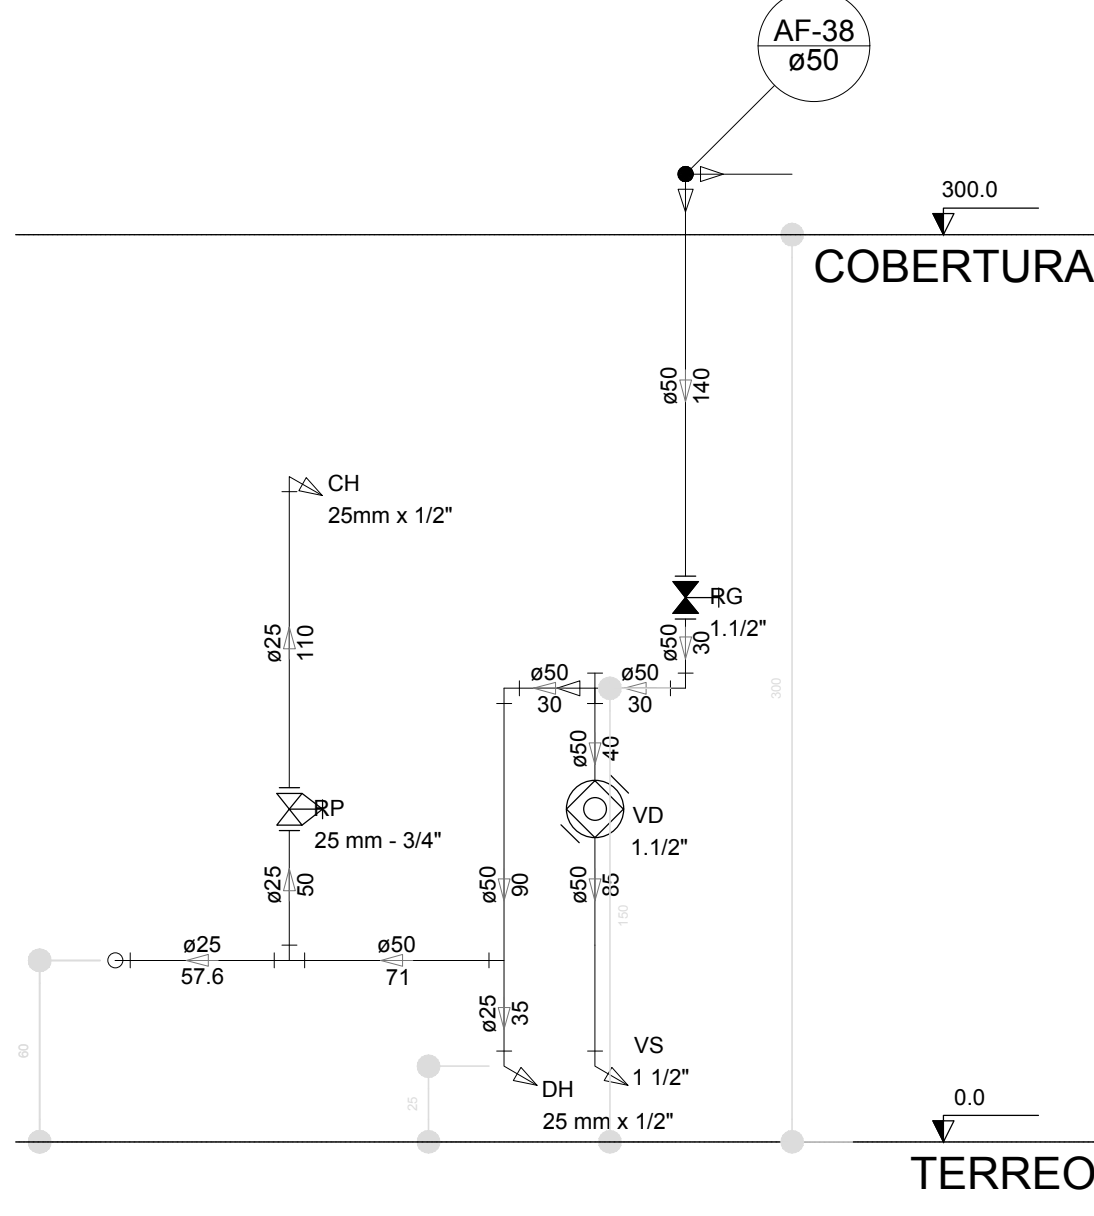 AF-38
ø50
300.0
COBERTURA
ø50
140
CH
25mm x 1/2"
RG
1.1/2"
ø50
30
ø25
110
ø50
30
ø50
30
300
ø50
40
RP
25 mm - 3/4"
VD
1.1/2"
ø25
50
ø50
90
ø50
85
150
ø25
57.6
ø50
71
ø25
35
60
VS
1 1/2"
DH
25 mm x 1/2"
25
0.0
TERREO